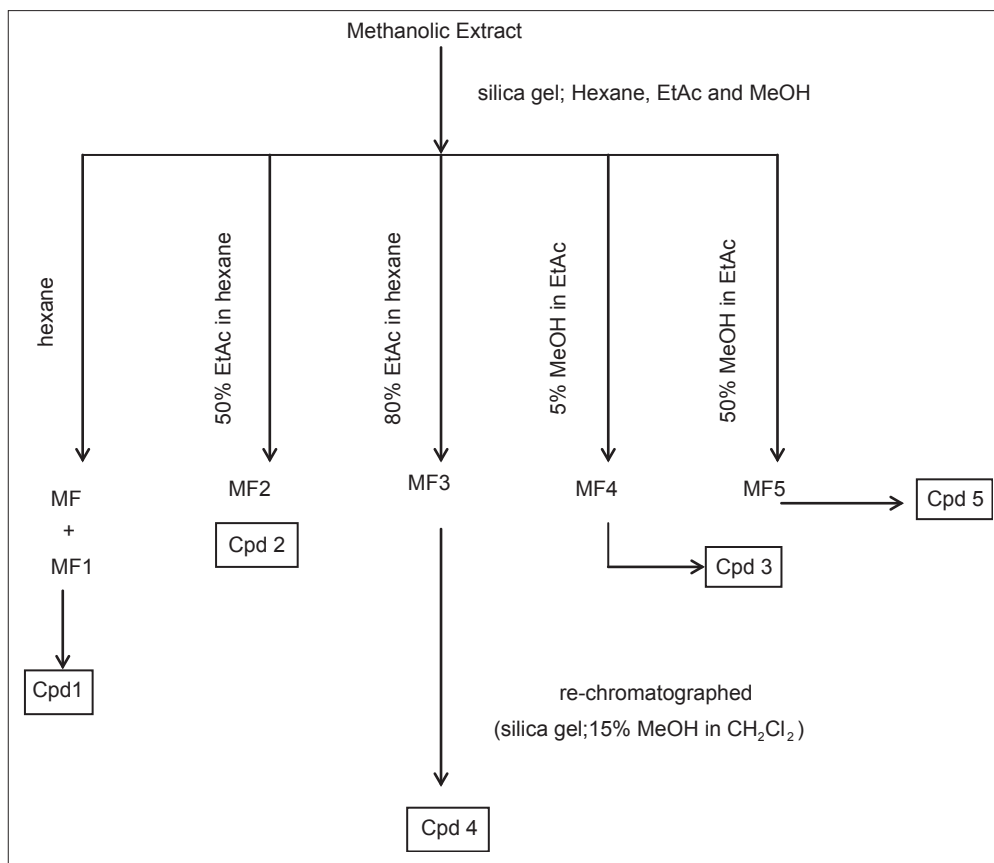 Methanolic Extract
silica gel; Hexane, EtAc and MeOH
hexane
50% EtAc in hexane
80% EtAc in hexane
5% MeOH in EtAc
50% MeOH in EtAc
MF
+
MF1
MF2
MF3
MF4
MF5
Cpd 5
Cpd 2
Cpd 3
Cpd1
re-chromatographed
(silica gel;15% MeOH in CH₂Cl₂)
Cpd 4